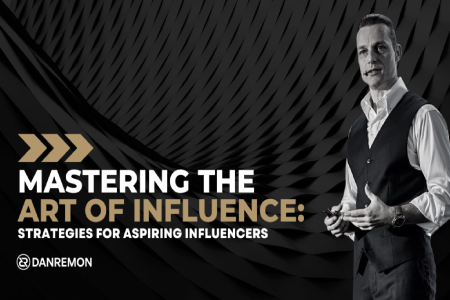 MASTERING THE
ART OF INFLUENCE:
STRATEGIES FOR ASPIRING INFLUENCERS
DANREMON